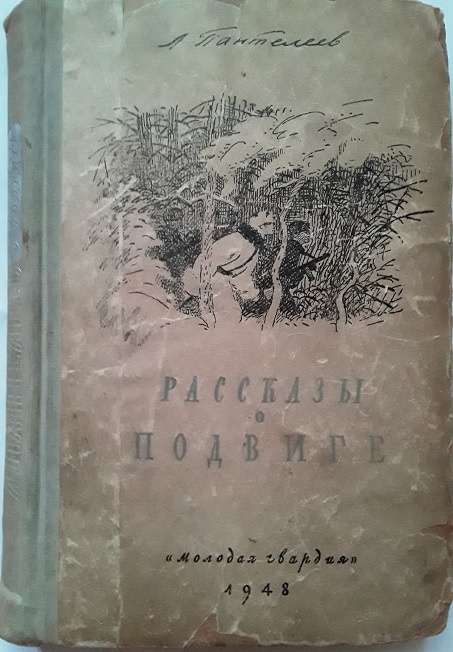 Л Пантелеев
РАССКАЗЫ
О
ПОДВИГЕ
«молодая гвардия»
1948